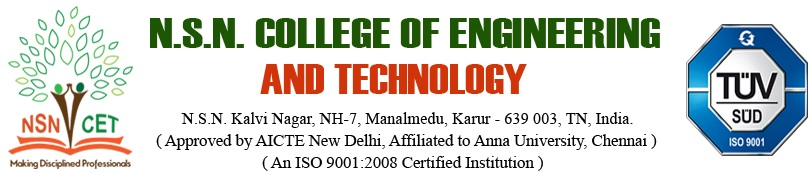 NSN CET
Making Disciplined Professionals
N.S.N. COLLEGE OF ENGINEERING
AND TECHNOLOGY
N.S.N. Kalvi Nagar, NH-7, Manalmedu, Karur - 639 003, TN, India.
( Approved by AICTE New Delhi, Affiliated to Anna University, Chennai )
( An ISO 9001:2008 Certified Institution )
Q
TÜV
SÜD
ISO 9001